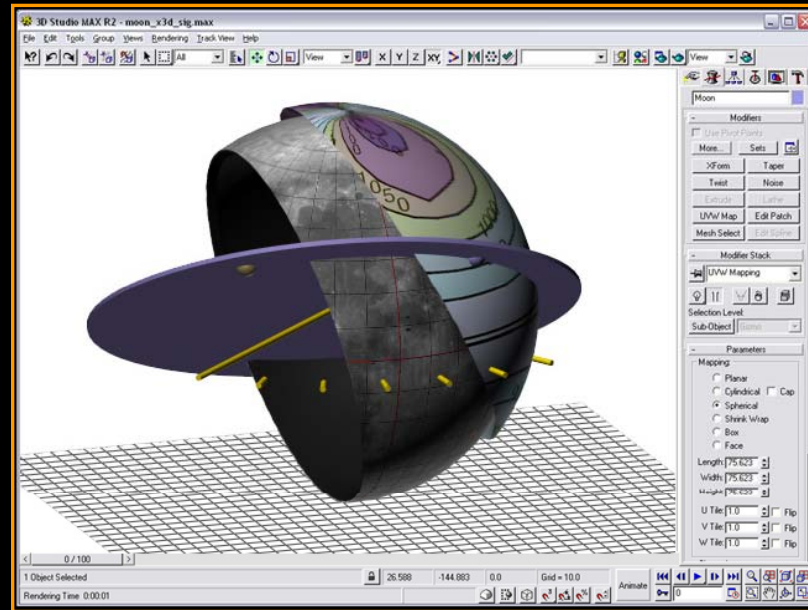 3D Studio MAX R2 - moon_x3d_sig.max
File Edit Tools Group Views Rendering Track View Help
All View X Y Z XY View
Moon
Modifiers
Use Pivot Points
More... Sets
XForm Taper
Twist Noise
Extrude Lathe
UVW Map Edit Patch
Mesh Select Edit Spline
Modifier Stack
UVW Mapping
Selection Level:
Sub-Object Gizmo
Parameters
Mapping:
Planar
Cylindrical Cap
Spherical
Shrink Wrap
Box
Face
Length: 75.623
Width: 75.623
Height: 75.623
U Tile: 1.0 Flip
V Tile: 1.0 Flip
W Tile: 1.0 Flip
1050
1000
0 / 100
1 Object Selected 26.588 -144.883 0.0 Grid = 10.0 Animate
Rendering Time 0:00:01 0